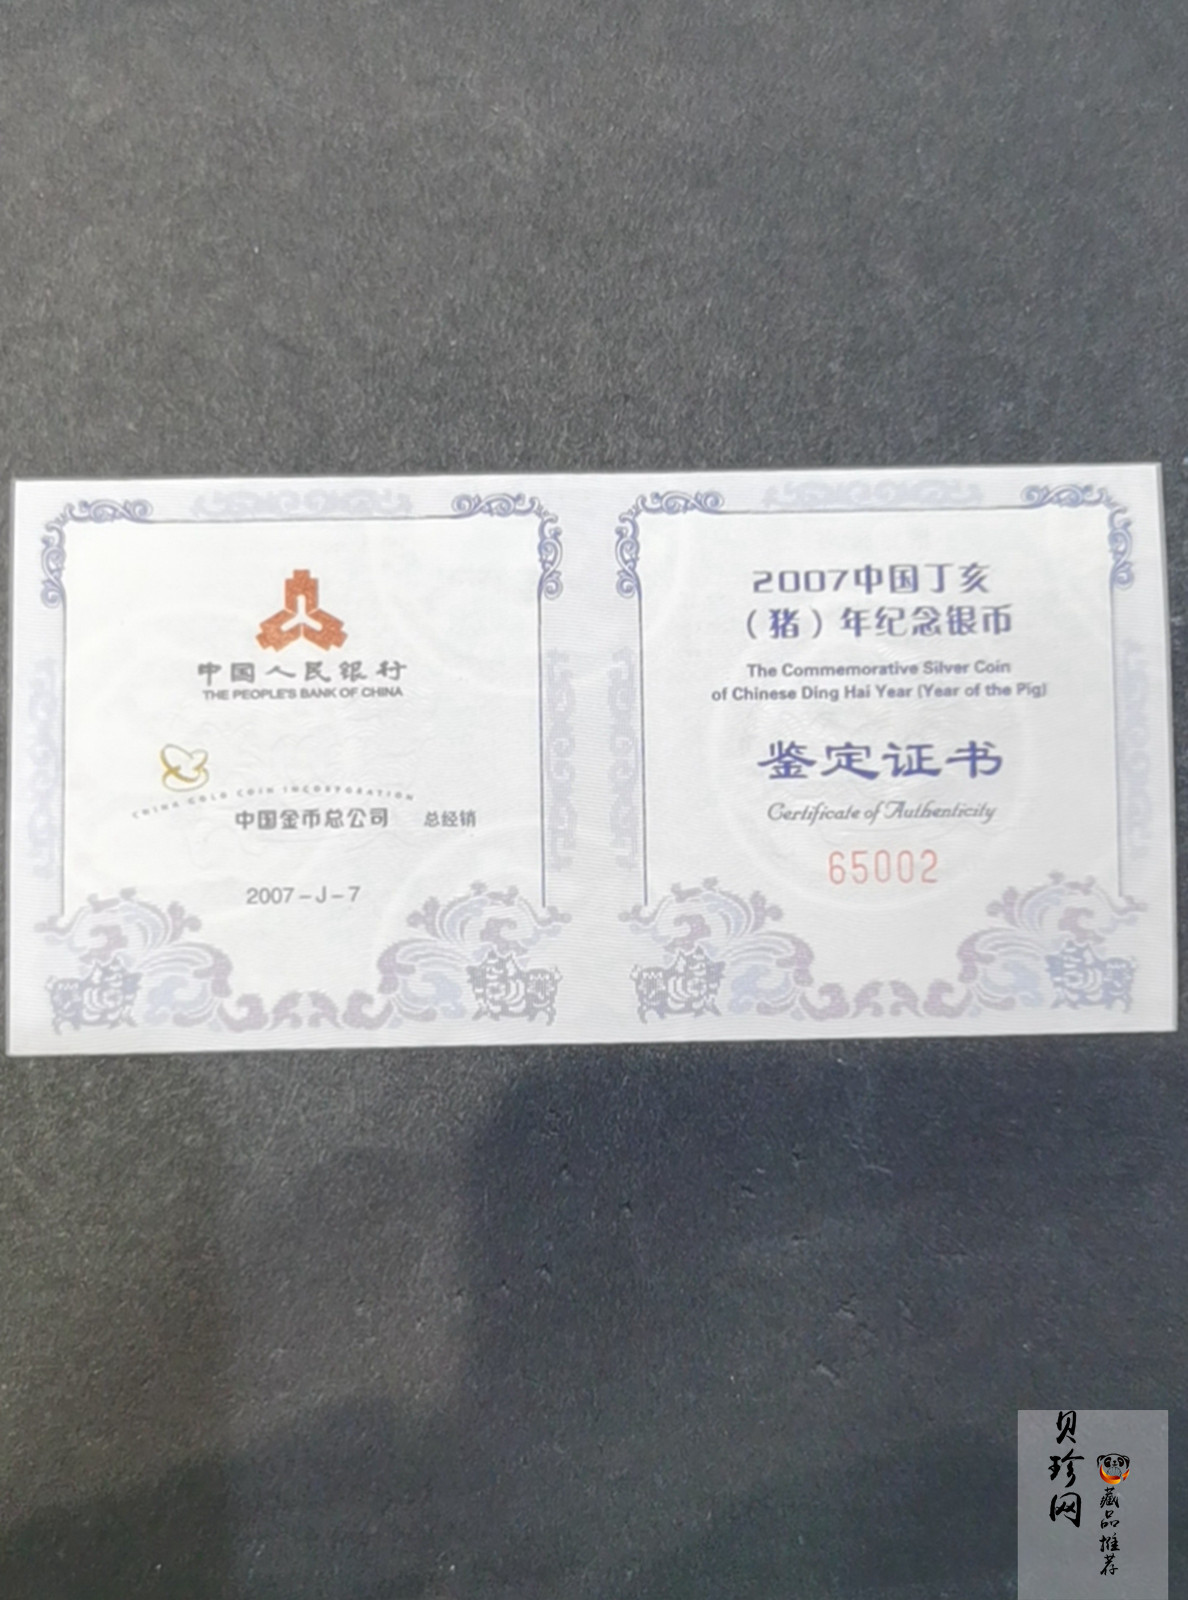 中国人民银行
THE PEOPLE'S BANK OF CHINA
CHINA GOLD COIN INCORPORATION
中国金币总公司 总经销
2007-J-7
2007中国丁亥
（猪）年纪念银币
The Commemorative Silver Coin
of Chinese Ding Hai Year (Year of the Pig)
鉴定证书
Certificate of Authenticity
65002
贝珍网
藏品推荐